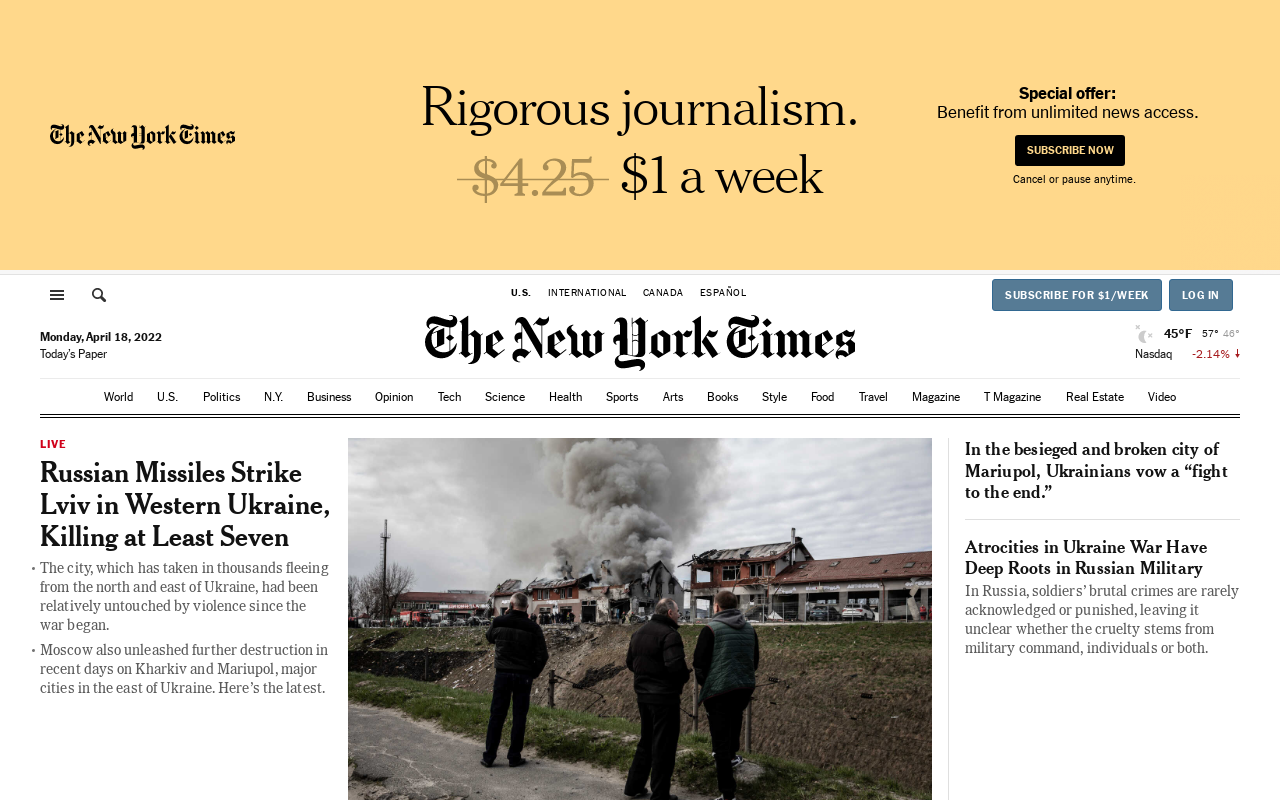 The New York Times
Rigorous journalism.
$4.25 $1 a week
Special offer:
Benefit from unlimited news access.
SUBSCRIBE NOW
Cancel or pause anytime.
U.S. INTERNATIONAL CANADA ESPAÑOL
SUBSCRIBE FOR $1/WEEK LOG IN
Monday, April 18, 2022
Today's Paper
The New York Times
45°F 57° 46°
Nasdaq -2.14%
World U.S. Politics N.Y. Business Opinion Tech Science Health Sports Arts Books Style Food Travel Magazine T Magazine Real Estate Video
LIVE
Russian Missiles Strike
Lviv in Western Ukraine,
Killing at Least Seven
• The city, which has taken in thousands fleeing
from the north and east of Ukraine, had been
relatively untouched by violence since the
war began.
• Moscow also unleashed further destruction in
recent days on Kharkiv and Mariupol, major
cities in the east of Ukraine. Here's the latest.
In the besieged and broken city of
Mariupol, Ukrainians vow a “fight
to the end.”
Atrocities in Ukraine War Have
Deep Roots in Russian Military
In Russia, soldiers’ brutal crimes are rarely
acknowledged or punished, leaving it
unclear whether the cruelty stems from
military command, individuals or both.